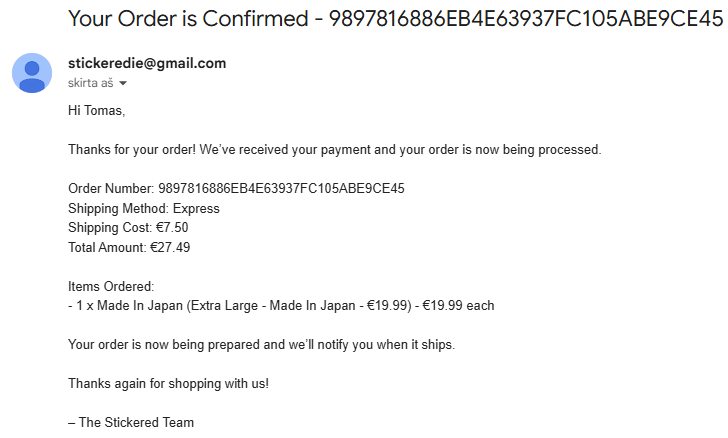 Your Order is Confirmed - 9897816886EB4E63937FC105ABE9CE45
stickeredie@gmail.com
skirta aš
Hi Tomas,
Thanks for your order! We've received your payment and your order is now being processed.
Order Number: 9897816886EB4E63937FC105ABE9CE45
Shipping Method: Express
Shipping Cost: €7.50
Total Amount: €27.49
Items Ordered:
- 1 x Made In Japan (Extra Large - Made In Japan - €19.99) - €19.99 each
Your order is now being prepared and we'll notify you when it ships.
Thanks again for shopping with us!
– The Stickered Team